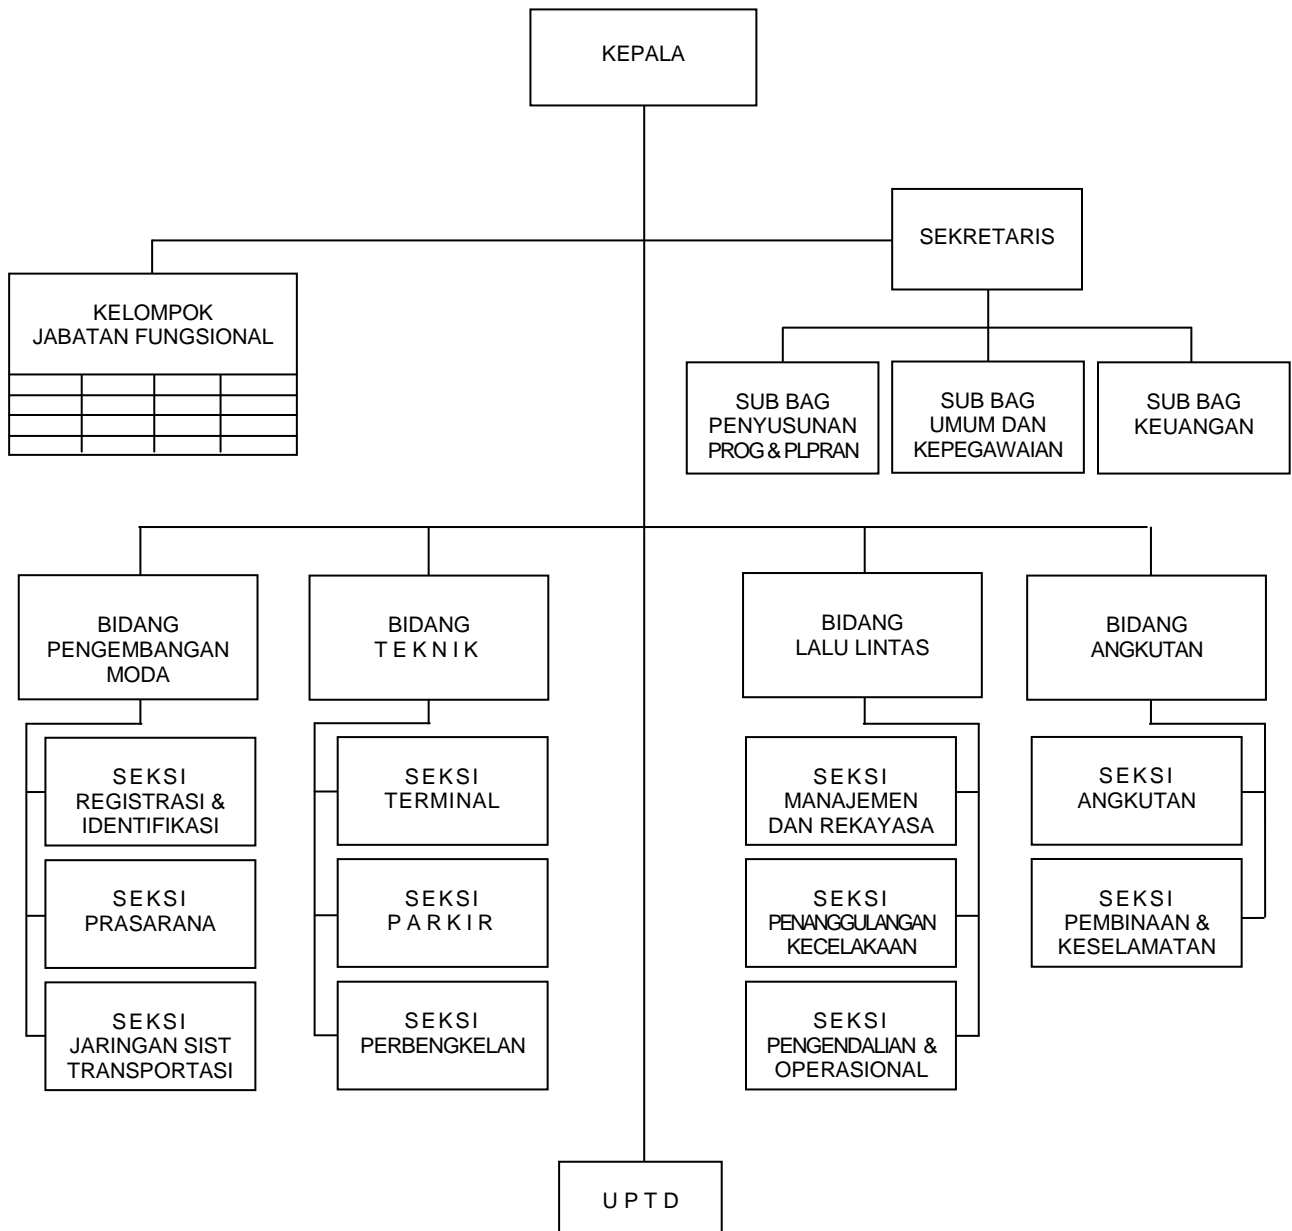 KEPALA
SEKRETARIS
KELOMPOK
JABATAN FUNGSIONAL
SUB BAG
PENYUSUNAN
PROG & PLPRAN
SUB BAG
UMUM DAN
KEPEGAWAIAN
SUB BAG
KEUANGAN
BIDANG
PENGEMBANGAN
MODA
BIDANG
T E K N I K
BIDANG
LALU LINTAS
BIDANG
ANGKUTAN
S E K S I
REGISTRASI &
IDENTIFIKASI
S E K S I
TERMINAL
S E K S I
MANAJEMEN
DAN REKAYASA
S E K S I
ANGKUTAN
S E K S I
PRASARANA
S E K S I
P A R K I R
S E K S I
PENANGGULANGAN
KECELAKAAN
S E K S I
PEMBINAAN &
KESELAMATAN
S E K S I
JARINGAN SIST
TRANSPORTASI
S E K S I
PERBENGKELAN
S E K S I
PENGENDALIAN &
OPERASIONAL
U P T D